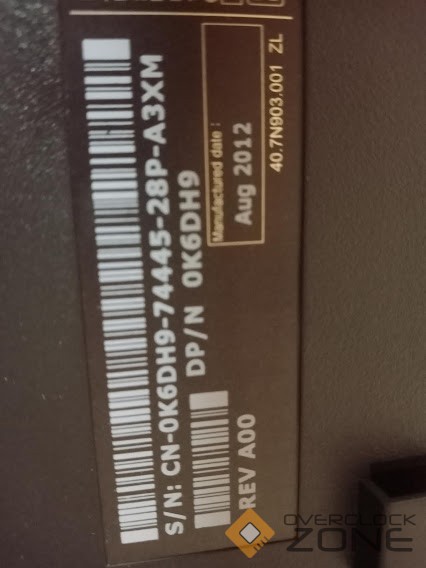 S/N: CN-0K6DH9-74445-28P-A3XM
DP/N 0K6DH9
REV A00
Manufactured date :
Aug 2012
40.7N903.001 ZL
OVERCLOCK
ZONE